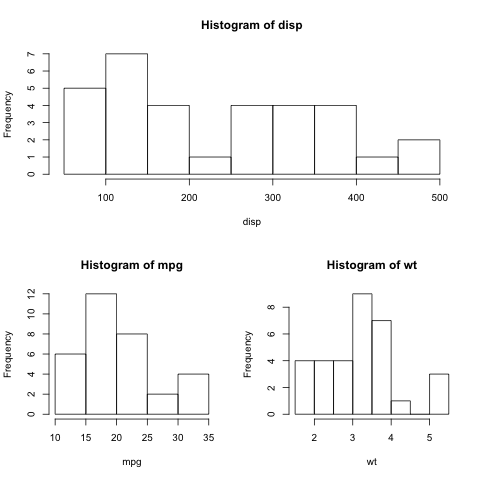 Histogram of disp
Frequency
0 1 2 3 4 5 6 7
100 200 300 400 500
disp
Histogram of mpg
Frequency
0 2 4 6 8 10 12
10 15 20 25 30 35
mpg
Histogram of wt
Frequency
0 2 4 6 8
2 3 4 5
wt